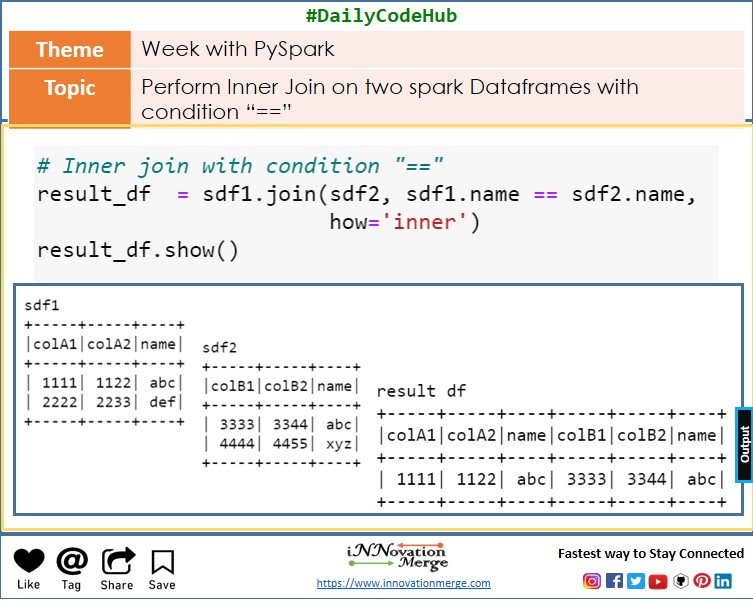 #DailyCodeHub
Theme
Week with PySpark
Topic
Perform Inner Join on two spark Dataframes with
condition “==”
# Inner join with condition "=="
result_df  = sdf1.join(sdf2, sdf1.name == sdf2.name,
                       how='inner')
result_df.show()
sdf1
+-----+-----+----+
|colA1|colA2|name|
+-----+-----+----+
| 1111| 1122| abc|
| 2222| 2233| def|
+-----+-----+----+
sdf2
+-----+-----+----+
|colB1|colB2|name|
+-----+-----+----+
| 3333| 3344| abc|
| 4444| 4455| xyz|
+-----+-----+----+
result df
+-----+-----+----+-----+-----+----+
|colA1|colA2|name|colB1|colB2|name|
+-----+-----+----+-----+-----+----+
| 1111| 1122| abc| 3333| 3344| abc|
+-----+-----+----+-----+-----+----+
Output
Like
Tag
Share
Save
iNNovation
Merge
https://www.innovationmerge.com
Fastest way to Stay Connected